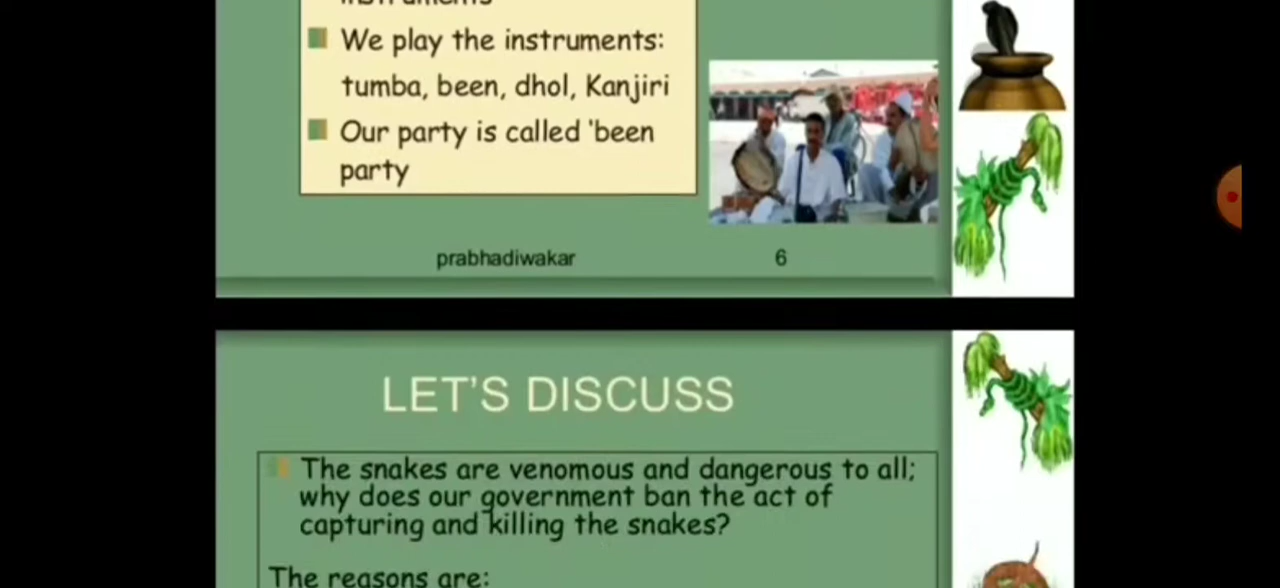 instruments
We play the instruments:
tumba, been, dhol, Kanjiri
Our party is called 'been
party
prabhadiwakar 6
LET'S DISCUSS
The snakes are venomous and dangerous to all;
why does our government ban the act of
capturing and killing the snakes?
The reasons are: